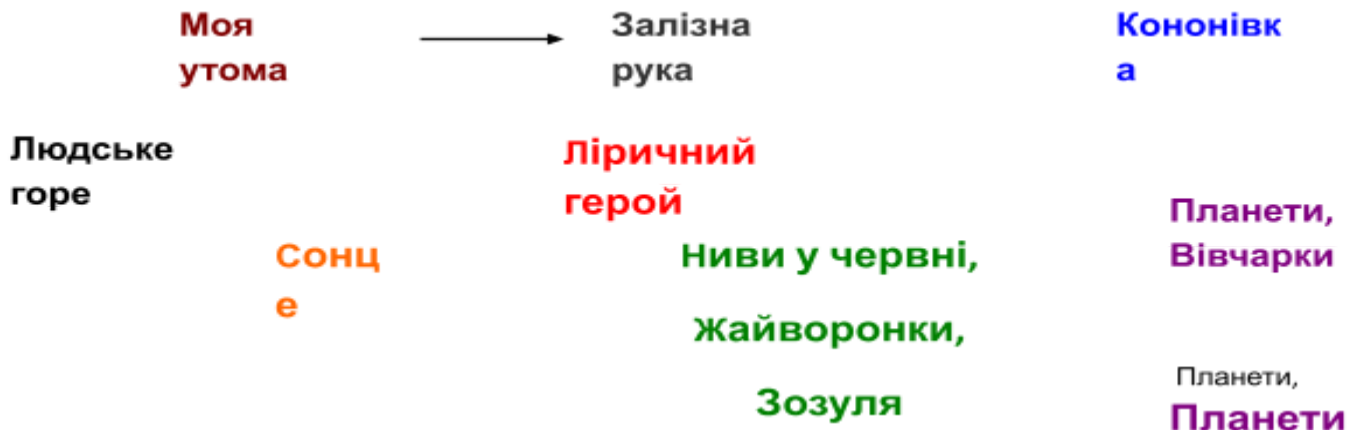 Моя
утома
Залізна
рука
Кононівк
а
Людське
горе
Ліричний
герой
Планети,
Вівчарки
Сонц
е
Ниви у червні,
Жайворонки,
Зозуля
Планети,
Планети